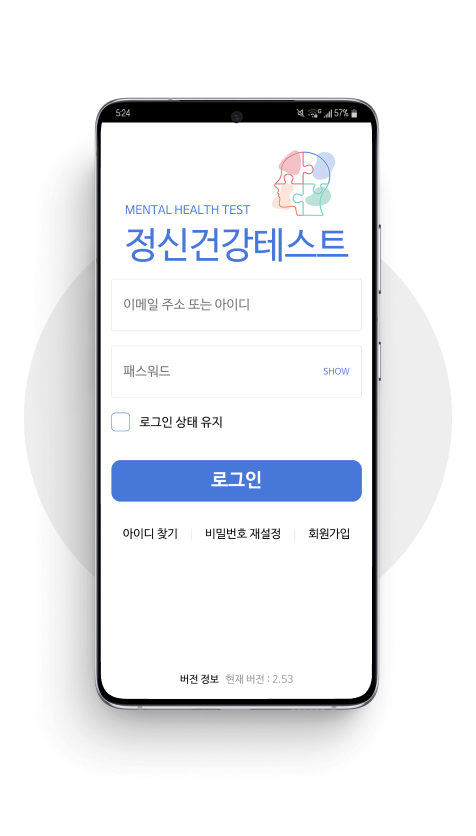 5:24 57%
MENTAL HEALTH TEST
정신건강테스트
이메일 주소 또는 아이디
패스워드 SHOW
로그인 상태 유지
로그인
아이디 찾기 비밀번호 재설정 회원가입
버전 정보 현재 버전 : 2.53